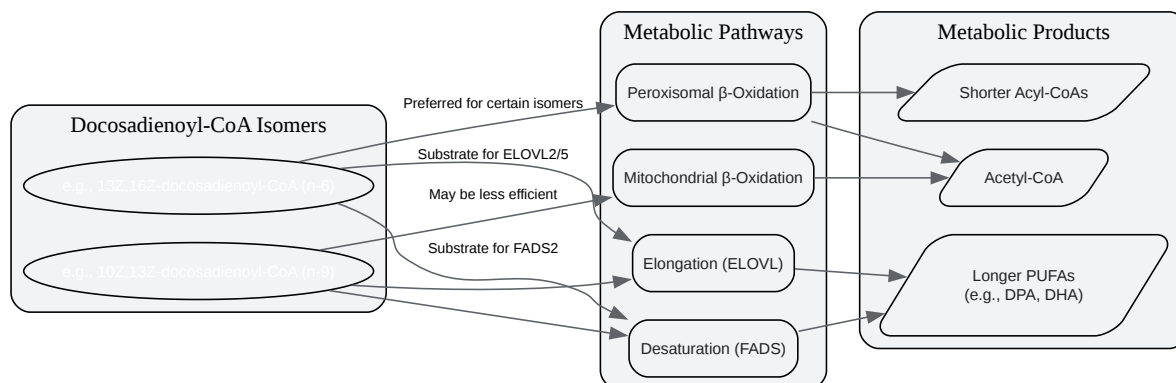 Docosadienoyl-CoA Isomers
e.g., 13Z,16Z-docosadienoyl-CoA (n-6)
e.g., 10Z,13Z-docosadienoyl-CoA (n-9)
Preferred for certain isomers
Substrate for ELOVL2/5
May be less efficient
Substrate for FADS2
Metabolic Pathways
Peroxisomal β-Oxidation
Mitochondrial β-Oxidation
Elongation (ELOVL)
Desaturation (FADS)
Metabolic Products
Shorter Acyl-CoAs
Acetyl-CoA
Longer PUFAs
(e.g., DPA, DHA)